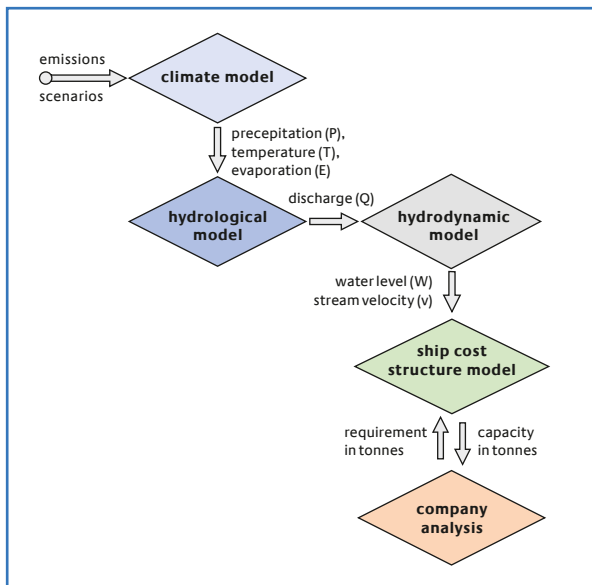 emissions
scenarios
climate model
precepitation (P),
temperature (T),
evaporation (E)
hydrological
model
discharge (Q)
hydrodynamic
model
water level (W)
stream velocity (v)
ship cost
structure model
requirement
in tonnes
capacity
in tonnes
company
analysis